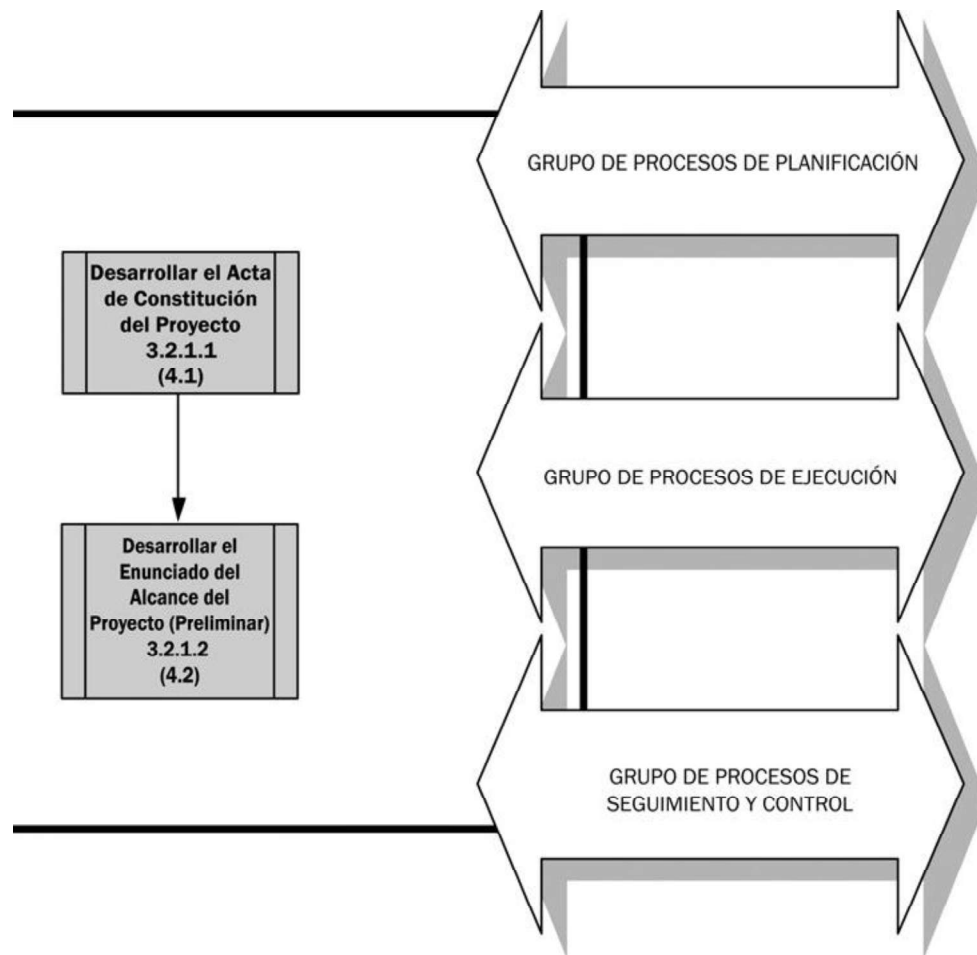 GRUPO DE PROCESOS DE PLANIFICACIÓN
Desarrollar el Acta
de Constitución
del Proyecto
3.2.1.1
(4.1)
GRUPO DE PROCESOS DE EJECUCIÓN
Desarrollar el
Enunciado del
Alcance del
Proyecto (Preliminar)
3.2.1.2
(4.2)
GRUPO DE PROCESOS DE
SEGUIMIENTO Y CONTROL